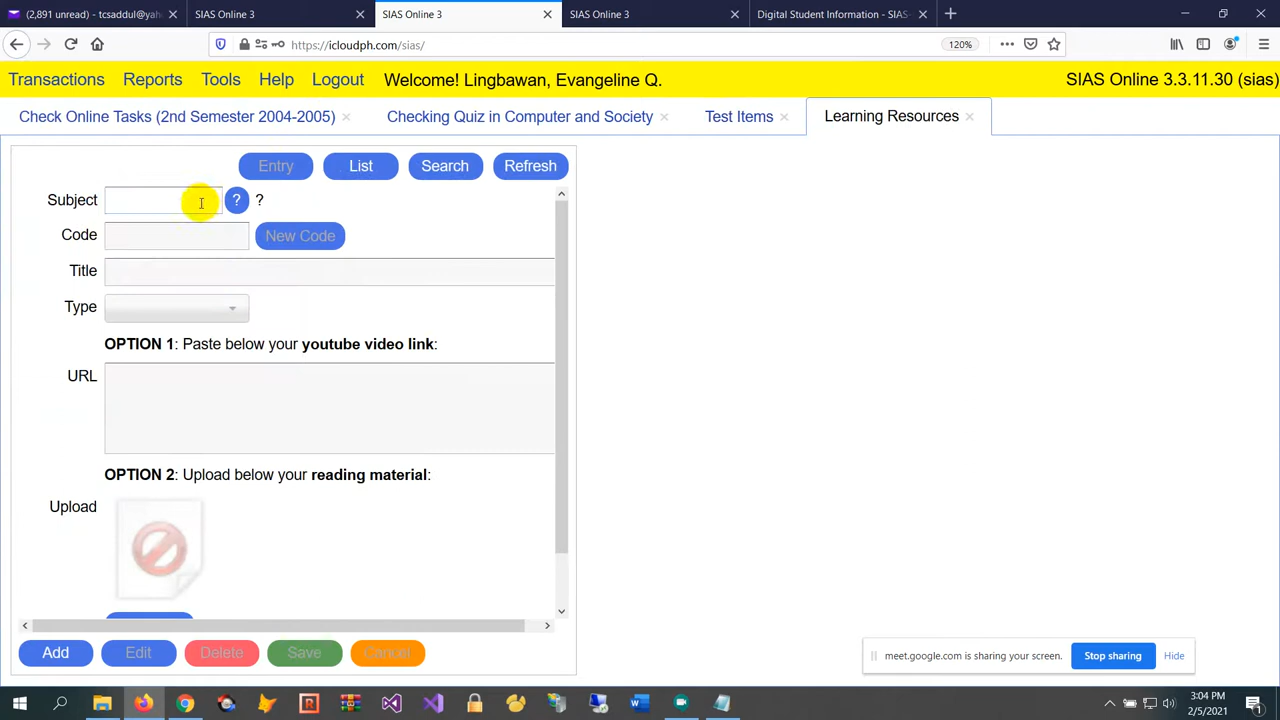 (2,891 unread) - tcsaddul@yah
SIAS Online 3
SIAS Online 3
SIAS Online 3
Digital Student Information - SIAS
https://icloudph.com/sias/
120%
Transactions Reports Tools Help Logout Welcome! Lingbawan, Evangeline Q. SIAS Online 3.3.11.30 (sias)
Check Online Tasks (2nd Semester 2004-2005) Checking Quiz in Computer and Society Test Items Learning Resources
Entry List Search Refresh
Subject ? ?
Code New Code
Title
Type
OPTION 1: Paste below your youtube video link:
URL
OPTION 2: Upload below your reading material:
Upload
Add Edit Delete Save Cancel
meet.google.com is sharing your screen. Stop sharing Hide
3:04 PM
2/5/2021